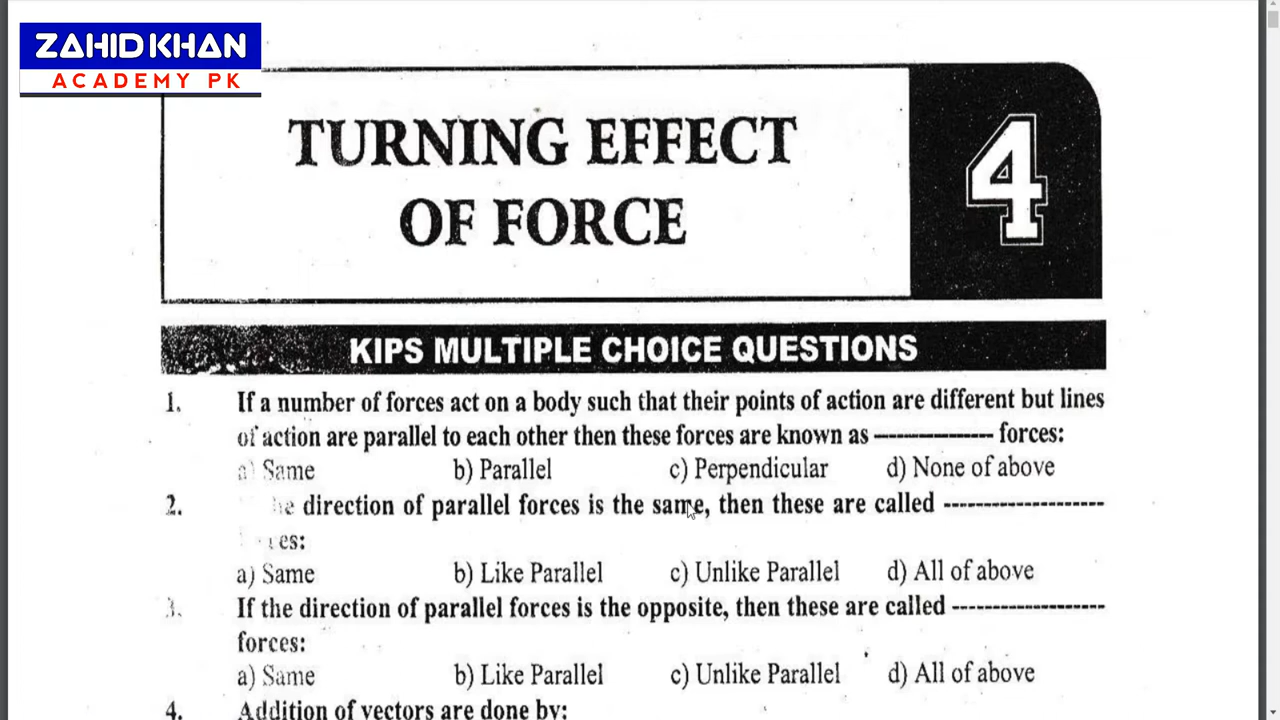 ZAHID KHAN
ACADEMY PK
TURNING EFFECT
OF FORCE
4
KIPS MULTIPLE CHOICE QUESTIONS
1. If a number of forces act on a body such that their points of action are different but lines
of action are parallel to each other then these forces are known as --------------- forces:
a) Same b) Parallel c) Perpendicular d) None of above
2. direction of parallel forces is the same, then these are called --------------------
a) Same b) Like Parallel c) Unlike Parallel d) All of above
3. If the direction of parallel forces is the opposite, then these are called -------------------
forces:
a) Same b) Like Parallel c) Unlike Parallel d) All of above
4. Addition of vectors are done by: